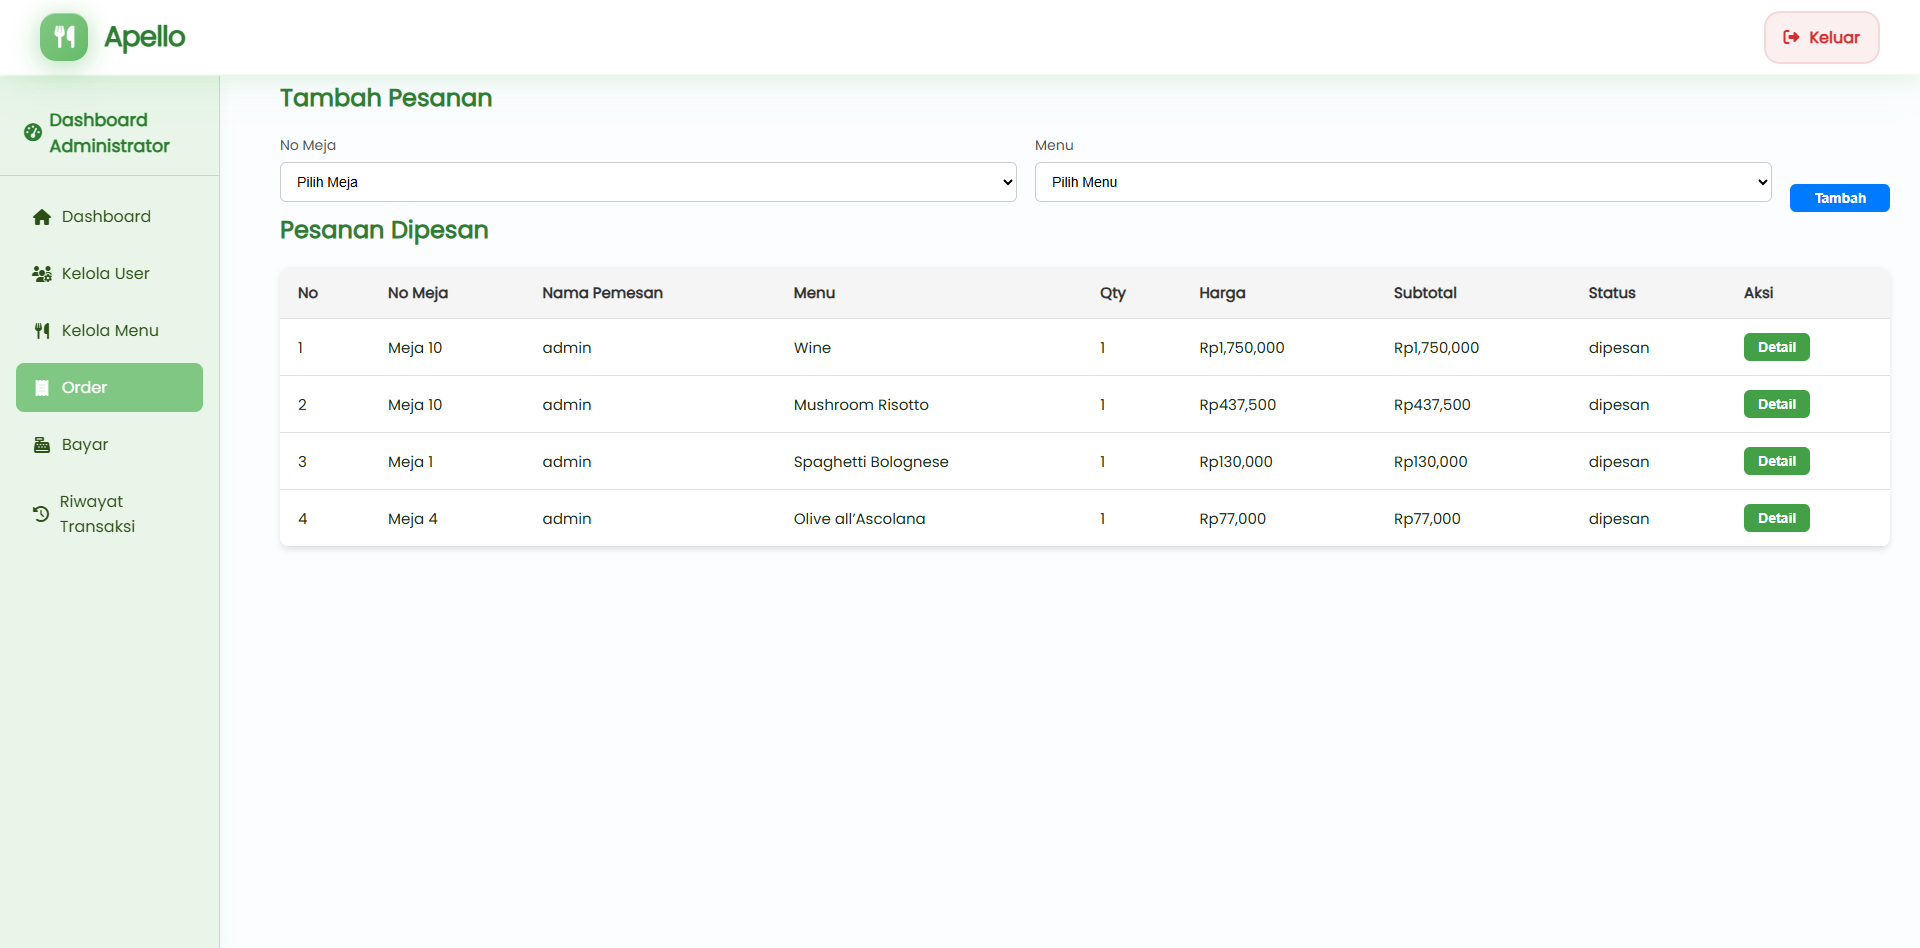 Apello
Keluar
Dashboard
Administrator
Dashboard
Kelola User
Kelola Menu
Order
Bayar
Riwayat
Transaksi
Tambah Pesanan
No Meja
Menu
Pilih Meja
Pilih Menu
Tambah
Pesanan Dipesan
No No Meja Nama Pemesan Menu Qty Harga Subtotal Status Aksi
1 Meja 10 admin Wine 1 Rp1,750,000 Rp1,750,000 dipesan Detail
2 Meja 10 admin Mushroom Risotto 1 Rp437,500 Rp437,500 dipesan Detail
3 Meja 1 admin Spaghetti Bolognese 1 Rp130,000 Rp130,000 dipesan Detail
4 Meja 4 admin Olive all’Ascolana 1 Rp77,000 Rp77,000 dipesan Detail